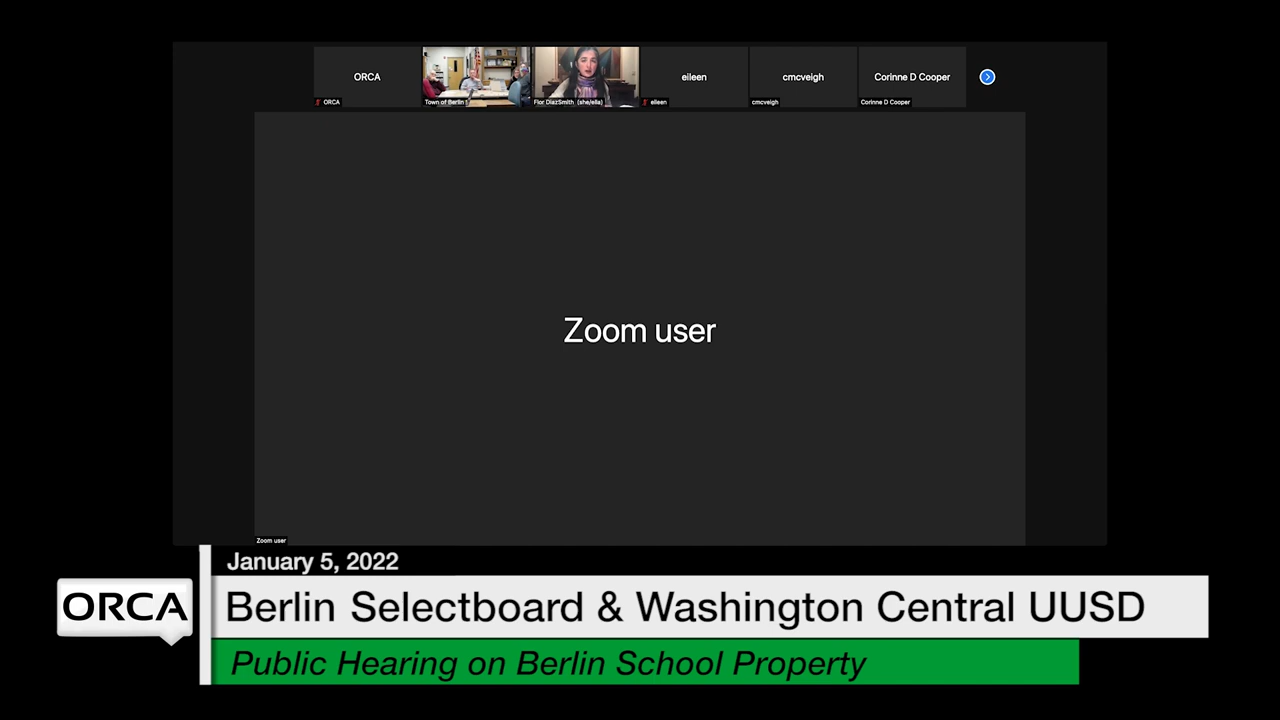 ORCA
eileen
cmcveigh
Corinne D Cooper
ORCA
Town of Berlin
Flor DiazSmith (she/ella)
eileen
cmcveigh
Corinne D Cooper
Zoom user
Zoom user
January 5, 2022
ORCA
Berlin Selectboard & Washington Central UUSD
Public Hearing on Berlin School Property